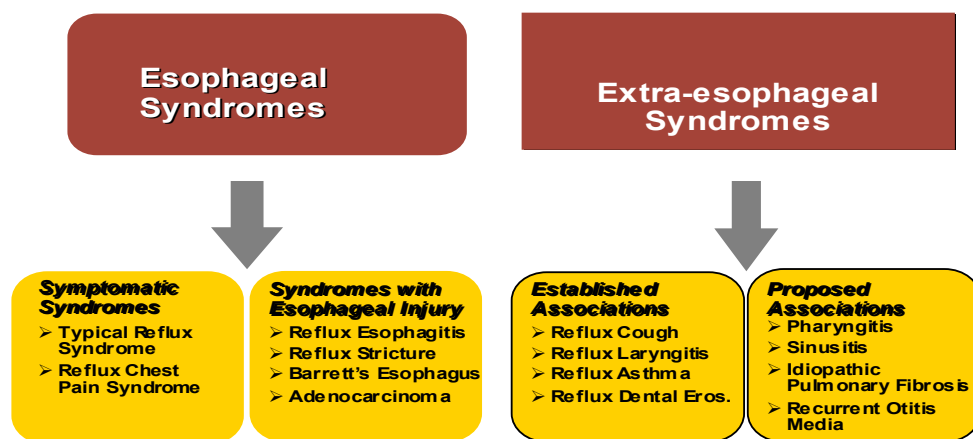 Esophageal
Syndromes
Extra-esophageal
Syndromes
Symptomatic
Syndromes
➢ Typical Reflux
Syndrome
➢ Reflux Chest
Pain Syndrome
Syndromes with
Esophageal Injury
➢ Reflux Esophagitis
➢ Reflux Stricture
➢ Barrett's Esophagus
➢ Adenocarcinoma
Established
Associations
➢ Reflux Cough
➢ Reflux Laryngitis
➢ Reflux Asthma
➢ Reflux Dental Eros.
Proposed
Associations
➢ Pharyngitis
➢ Sinusitis
➢ Idiopathic
Pulmonary Fibrosis
➢ Recurrent Otitis
Media